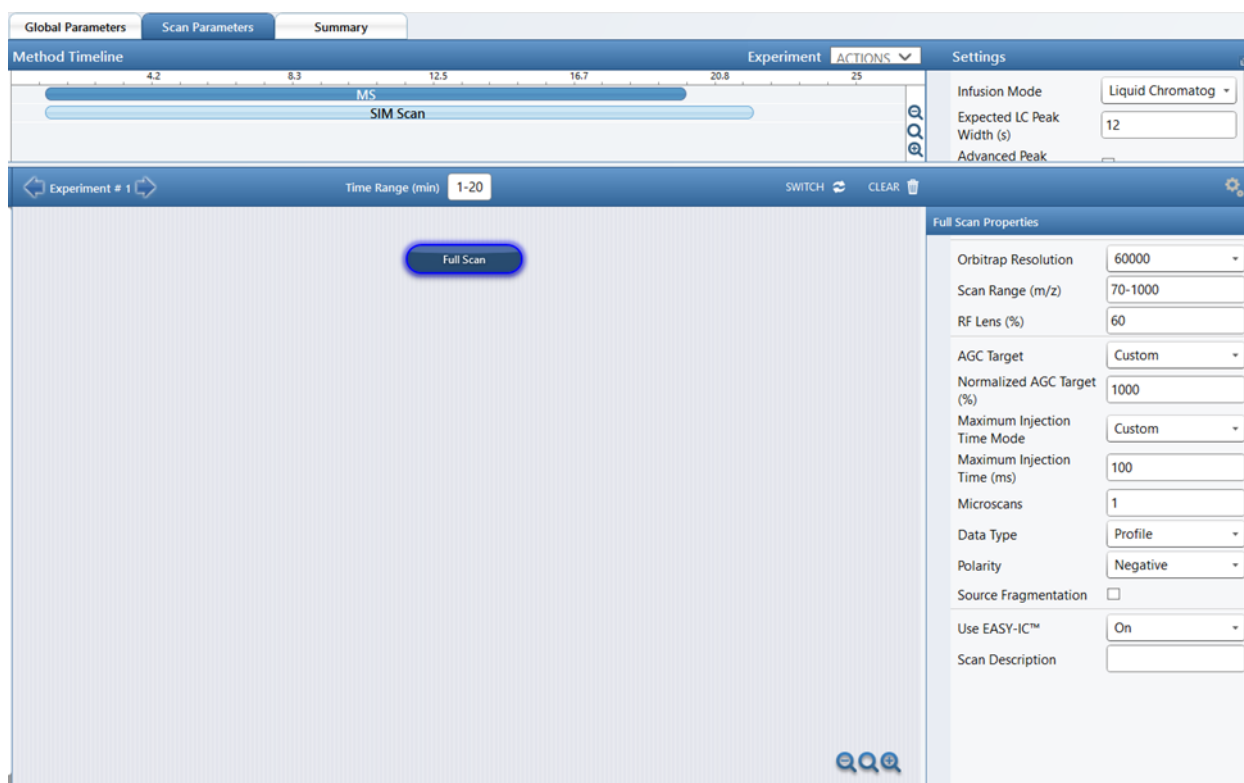 Global Parameters
Scan Parameters
Summary
Method Timeline
Experiment ACTIONS
Settings
4.2 8.3 12.5 16.7 20.8 25
MS
SIM Scan
Infusion Mode Liquid Chromatog
Expected LC Peak
Width (s) 12
Advanced Peak
Experiment # 1
Time Range (min) 1-20
SWITCH
CLEAR
Full Scan
Full Scan Properties
Orbitrap Resolution 60000
Scan Range (m/z) 70-1000
RF Lens (%) 60
AGC Target Custom
Normalized AGC Target
(%) 1000
Maximum Injection
Time Mode Custom
Maximum Injection
Time (ms) 100
Microscans 1
Data Type Profile
Polarity Negative
Source Fragmentation
Use EASY-IC™ On
Scan Description